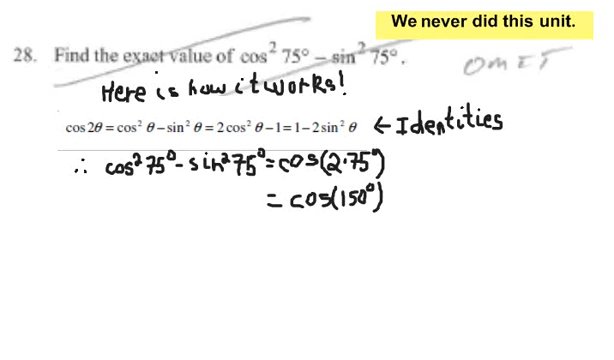 We never did this unit.
28. Find the exact value of cos² 75° – sin² 75°.
OMIT
Here is how it works!
cos 2θ = cos² θ – sin² θ = 2 cos² θ – 1 = 1 – 2 sin² θ ← Identities
∴ cos² 75° – sin² 75° = cos(2·75°)
= cos(150°)